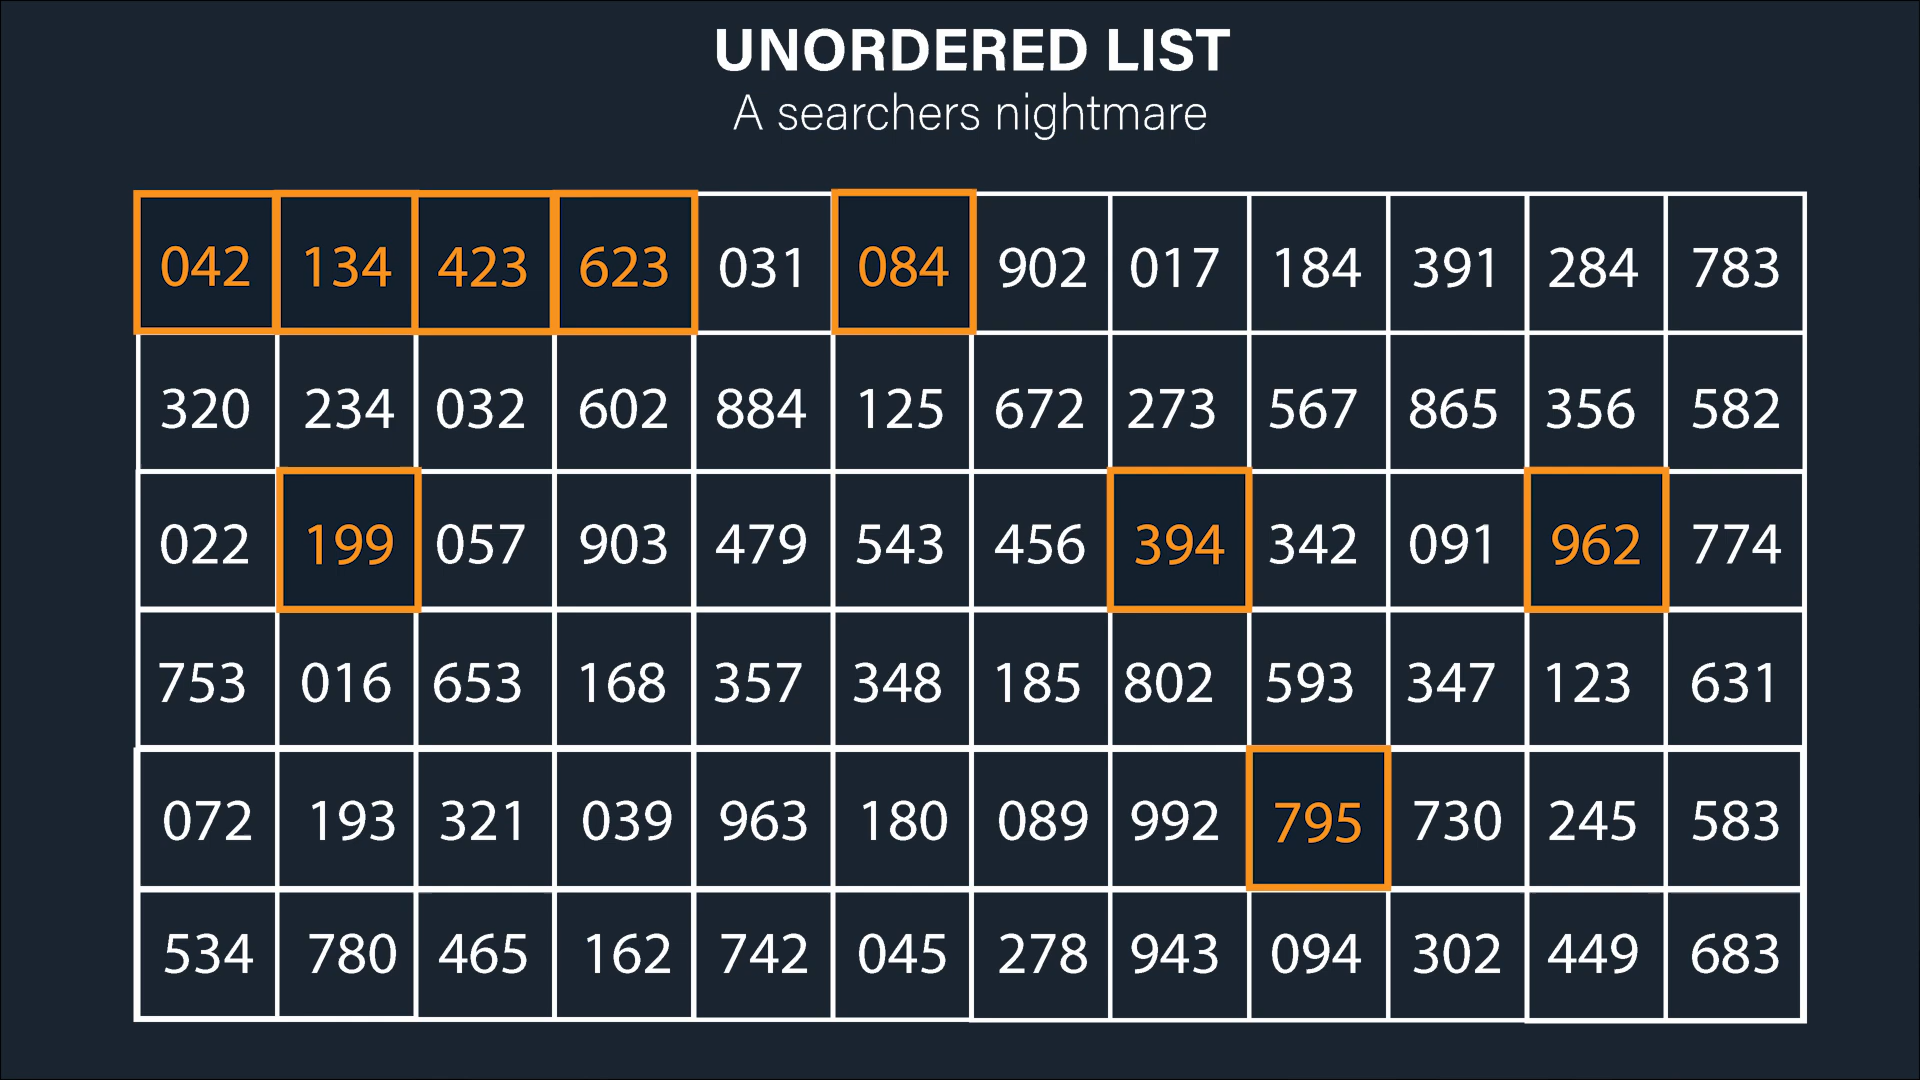 UNORDERED LIST
A searchers nightmare
042 134 423 623 031 084 902 017 184 391 284 783
320 234 032 602 884 125 672 273 567 865 356 582
022 199 057 903 479 543 456 394 342 091 962 774
753 016 653 168 357 348 185 802 593 347 123 631
072 193 321 039 963 180 089 992 795 730 245 583
534 780 465 162 742 045 278 943 094 302 449 683